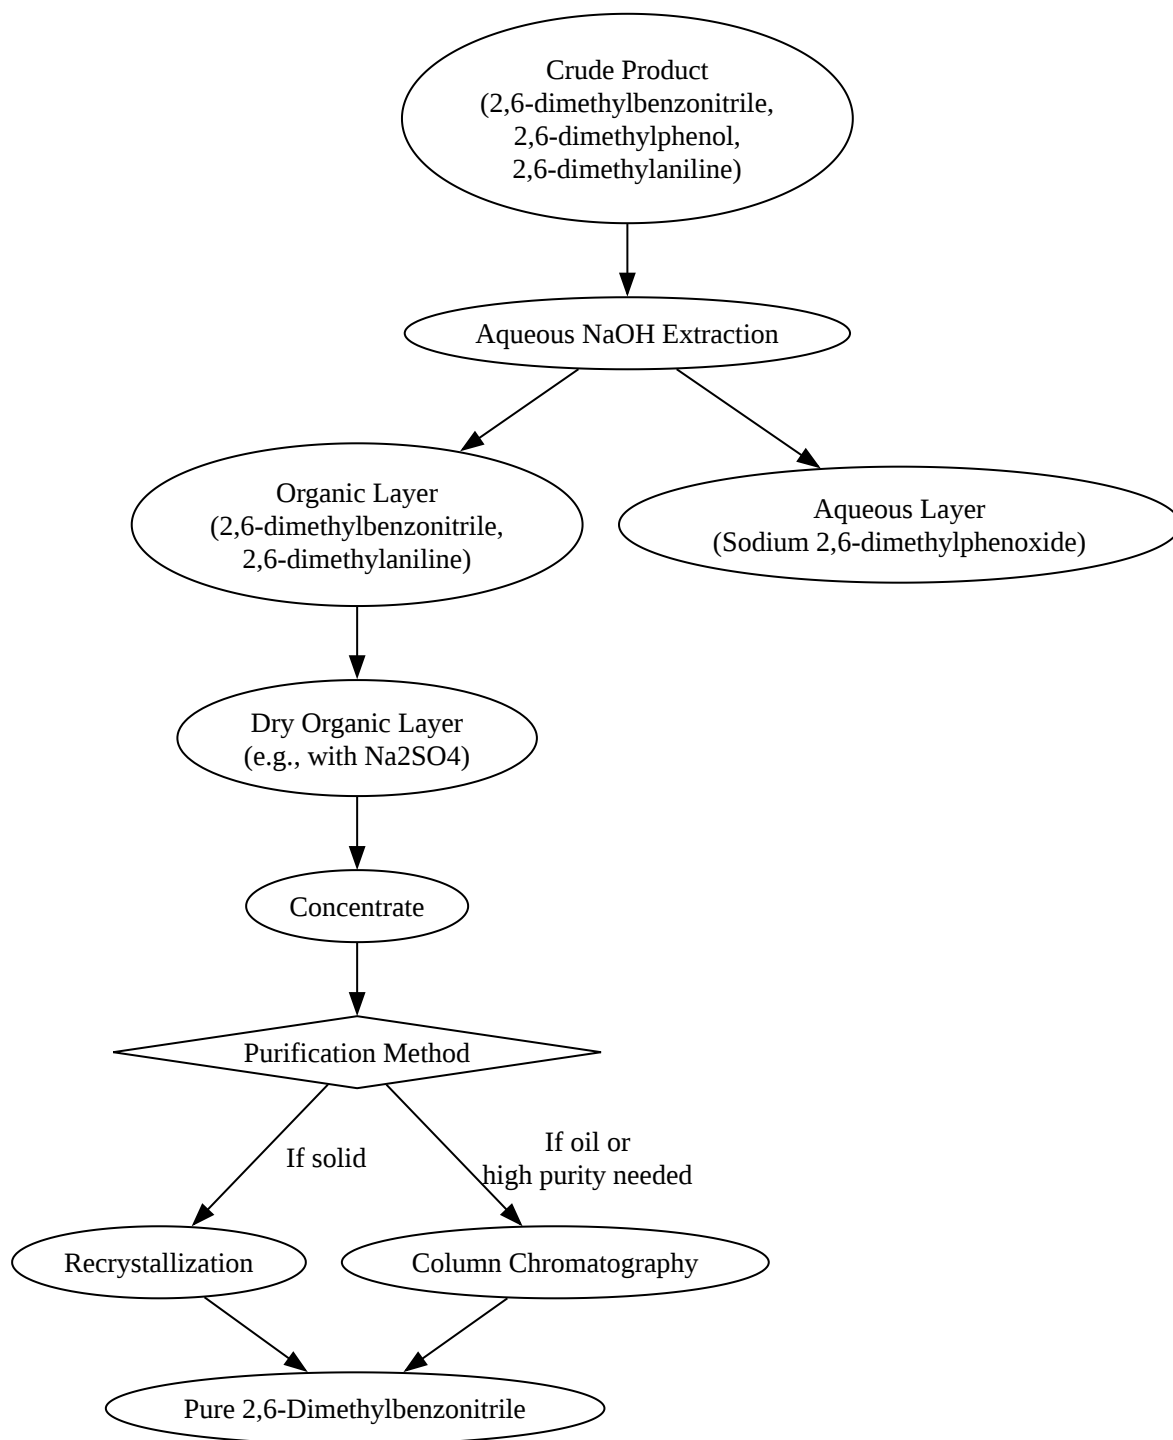 Crude Product
(2,6-dimethylbenzonitrile,
2,6-dimethylphenol,
2,6-dimethylaniline)
Aqueous NaOH Extraction
Organic Layer
(2,6-dimethylbenzonitrile,
2,6-dimethylaniline)
Aqueous Layer
(Sodium 2,6-dimethylphenoxide)
Dry Organic Layer
(e.g., with Na2SO4)
Concentrate
Purification Method
If solid
If oil or
high purity needed
Recrystallization
Column Chromatography
Pure 2,6-Dimethylbenzonitrile